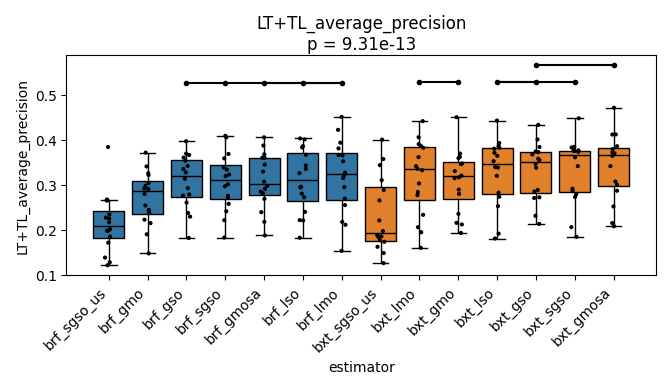 LT+TL_average_precision
p = 9.31e-13
LT+TL_average_precision
0.5
0.4
0.3
0.2
0.1
brf_sgso_us
brf_gmo
brf_gso
brf_sgso
brf_gmosa
brf_lso
brf_lmo
bxt_sgso_us
bxt_lmo
bxt_gmo
bxt_lso
bxt_gso
bxt_sgso
bxt_gmosa
estimator